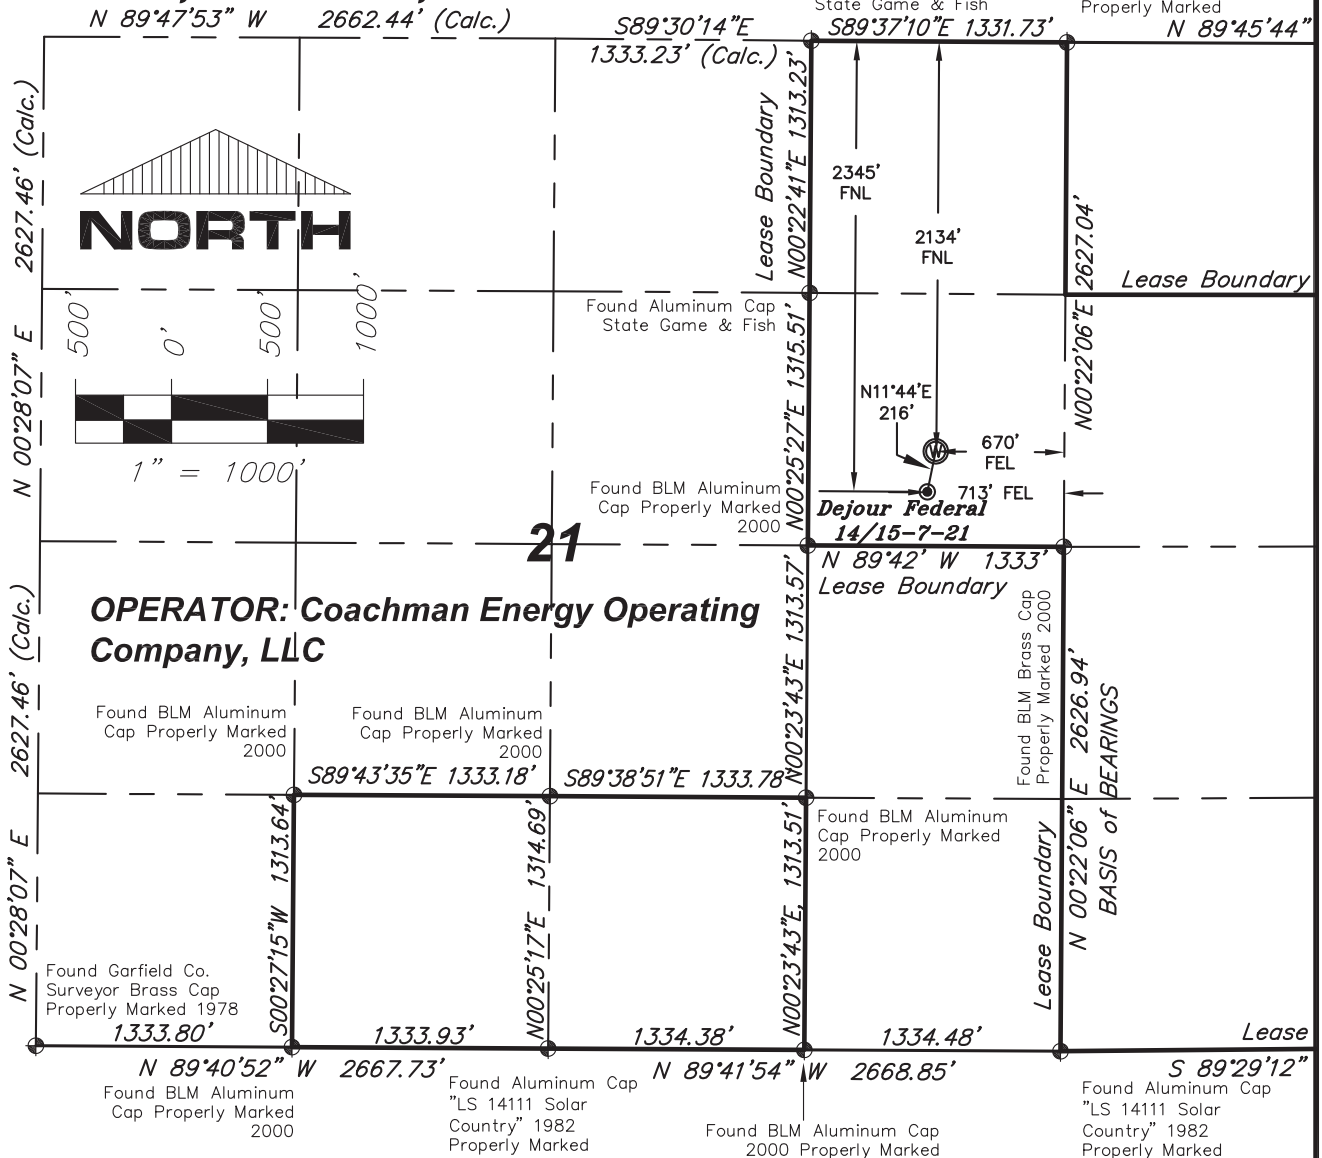 State Game & Fish
Properly Marked
N 89°47'53" W 2662.44' (Calc.)
S89°30'14"E
1333.23' (Calc.)
S89°37'10"E 1331.73'
N 89°45'44"
2627.46' (Calc.)
N 00°28'07" E
NORTH
500'
0'
500'
1000'
1" = 1000'
Lease Boundary
N00°22'41"E 1313.23'
2345'
FNL
2134'
FNL
N00°22'06"E 2627.04'
Lease Boundary
Found Aluminum Cap
State Game & Fish
N00°25'27"E 1315.51'
N11°44'E
216'
W
670'
FEL
713' FEL
Found BLM Aluminum
Cap Properly Marked
2000
Dejour Federal
14/15-7-21
21
N 89°42' W 1333'
Lease Boundary
OPERATOR: Coachman Energy Operating
Company, LLC
N00°23'43"E 1313.57'
Found BLM Brass Cap
Properly Marked 2000
N 00°22'06" E 2626.94'
BASIS of BEARINGS
Lease Boundary
2627.46' (Calc.)
N 00°28'07" E
Found BLM Aluminum
Cap Properly Marked
2000
Found BLM Aluminum
Cap Properly Marked
2000
S89°43'35"E 1333.18'
S89°38'51"E 1333.78'
Found BLM Aluminum
Cap Properly Marked
2000
S00°27'15"W 1313.64'
N00°25'17"E 1314.69'
N00°23'43"E, 1313.51'
Found Garfield Co.
Surveyor Brass Cap
Properly Marked 1978
1333.80'
1333.93'
1334.38'
1334.48'
Lease
N 89°40'52" W 2667.73'
N 89°41'54" W 2668.85'
S 89°29'12"
Found BLM Aluminum
Cap Properly Marked
2000
Found Aluminum Cap
"LS 14111 Solar
Country" 1982
Properly Marked
Found BLM Aluminum Cap
2000 Properly Marked
Found Aluminum Cap
"LS 14111 Solar
Country" 1982
Properly Marked